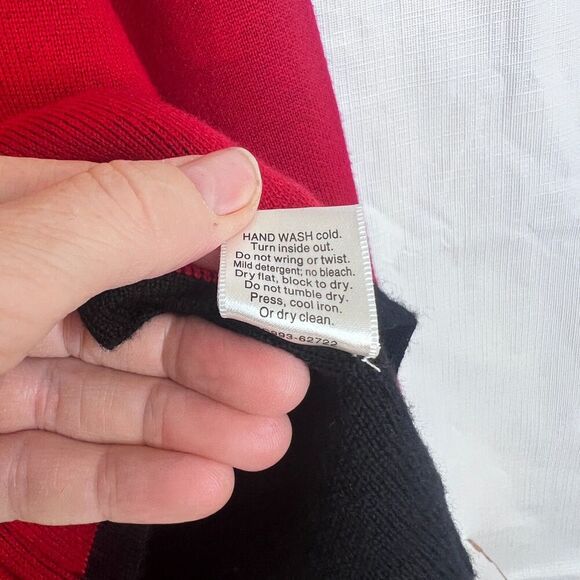 HAND WASH cold.
Turn inside out.
Do not wring or twist.
Mild detergent; no bleach.
Dry flat, block to dry.
Do not tumble dry.
Press, cool iron.
Or dry clean.